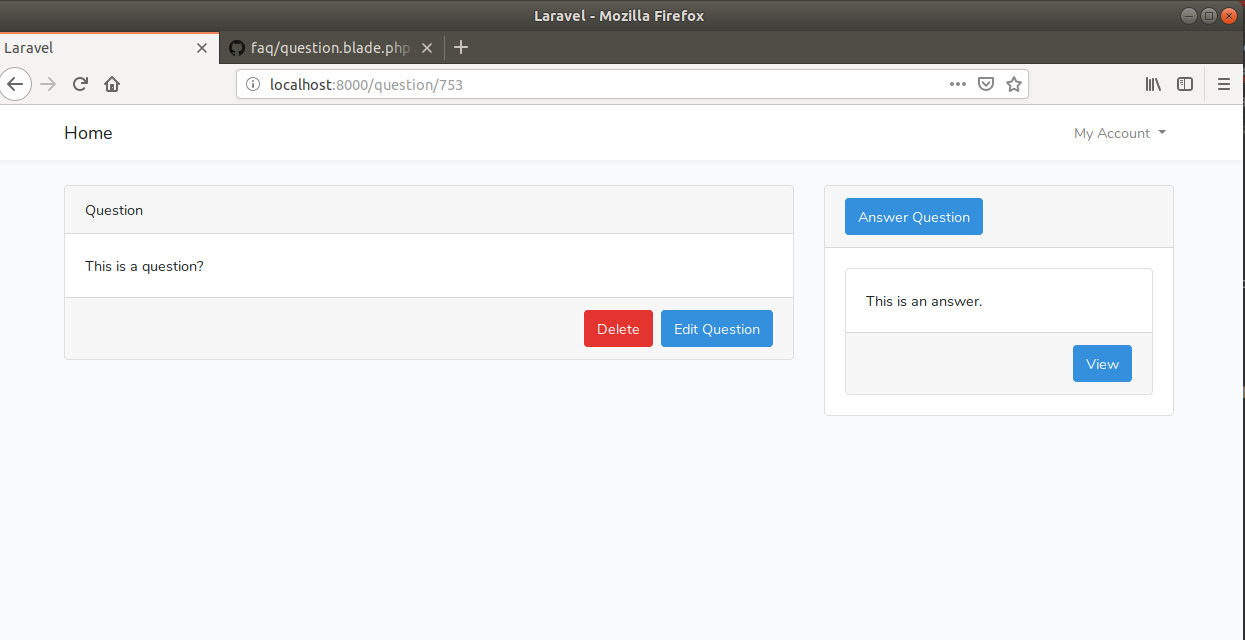 Laravel - Mozilla Firefox
Laravel
faq/question.blade.php
localhost:8000/question/753
Home
My Account
Question
This is a question?
Delete
Edit Question
Answer Question
This is an answer.
View